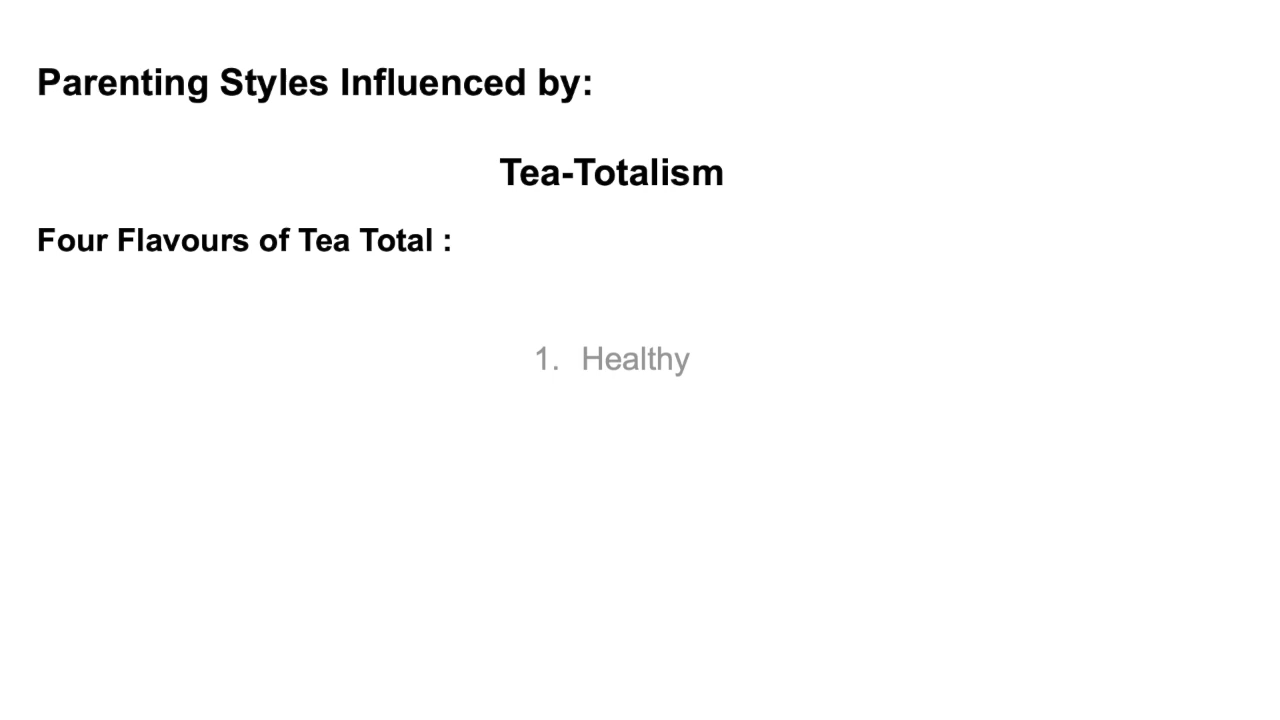 Parenting Styles Influenced by:
Tea-Totalism
Four Flavours of Tea Total :
1. Healthy